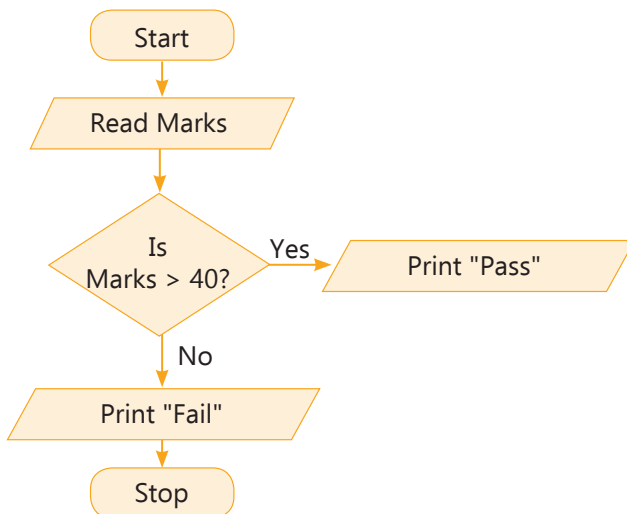 Start
Read Marks
Is
Marks > 40?
Yes
Print "Pass"
No
Print "Fail"
Stop